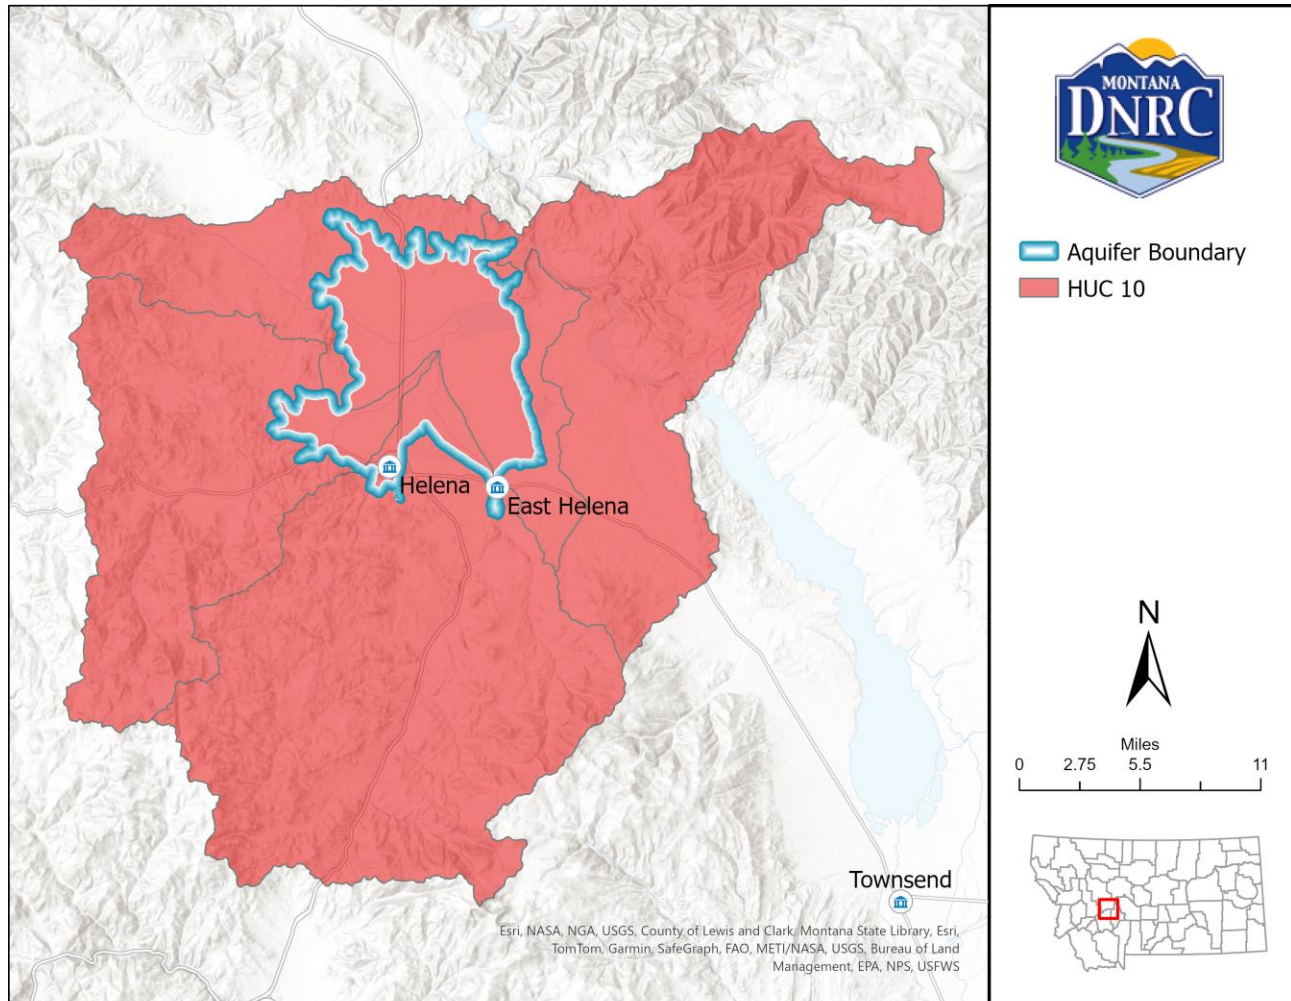 MONTANA
DNRC
Aquifer Boundary
HUC 10
Helena
East Helena
N
Miles
0 2.75 5.5 11
Townsend
Esri, NASA, NGA, USGS, County of Lewis and Clark, Montana State Library, Esri,
TomTom, Garmin, SafeGraph, FAO, METI/NASA, USGS, Bureau of Land
Management, EPA, NPS, USFWS